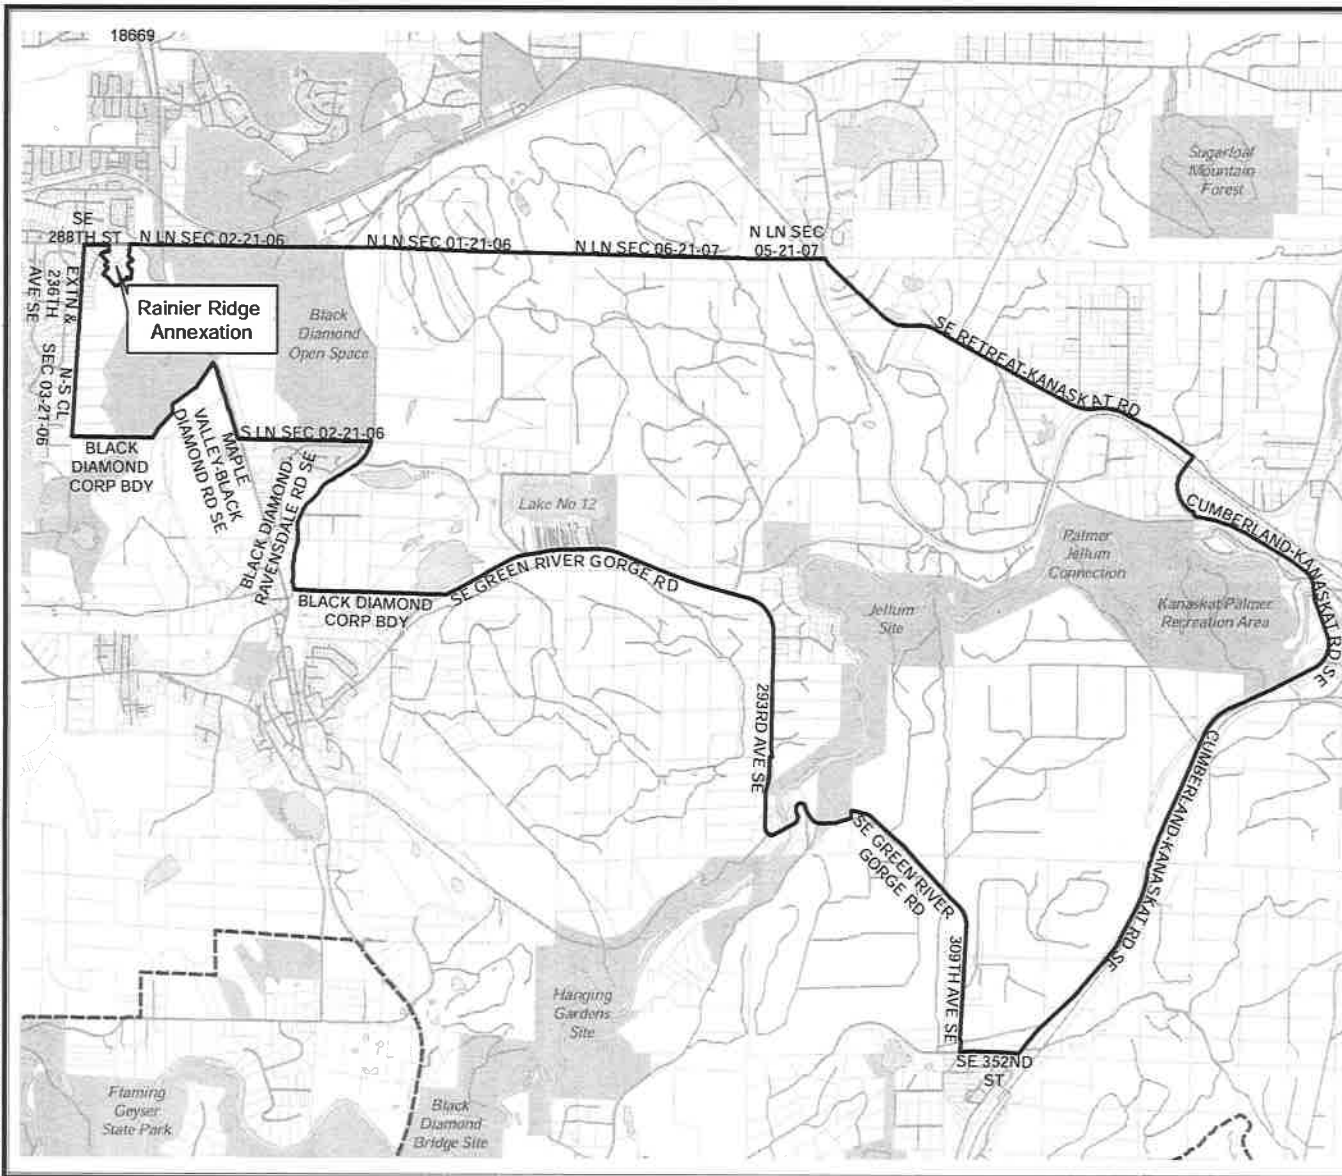 18669
Sugarloaf
Mountain
Forest
SE
288TH ST
N LN SEC 02-21-06
N LN SEC 01-21-06
N LN SEC 06-21-07
N LN SEC
05-21-07
EXTN &
236TH
AVE SE
N-S CL
SEC 03-21-06
Rainier Ridge
Annexation
Black
Diamond
Open Space
SE RETREAT-KANASKAT RD
BLACK
DIAMOND
CORP BDY
MAPLE
VALLEY-BLACK
DIAMOND RD SE
S LN SEC 02-21-06
BLACK DIAMOND-
RAVENSDALE RD SE
Lake No 12
CUMBERLAND-KANASKAT RD SE
Palmer
Jellum
Connection
Kanaskat/Palmer
Recreation Area
BLACK DIAMOND
CORP BDY
SE GREEN RIVER GORGE RD
Jellum
Site
293RD AVE SE
CUMBERLAND-KANASKAT RD SE
SE GREEN RIVER
GORGE RD
309TH AVE SE
SE 352ND
ST
Hanging
Gardens
Site
Flaming
Geyser
State Park
Black
Diamond
Bridge Site